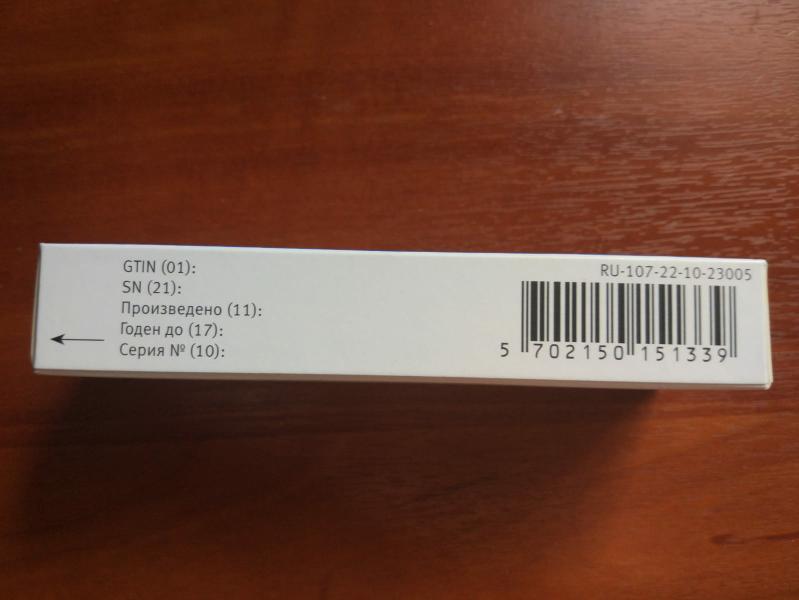 GTIN (01):
SN (21):
Произведено (11):
Годен до (17):
Серия № (10):
RU-107-22-10-23005
5 702150 151339